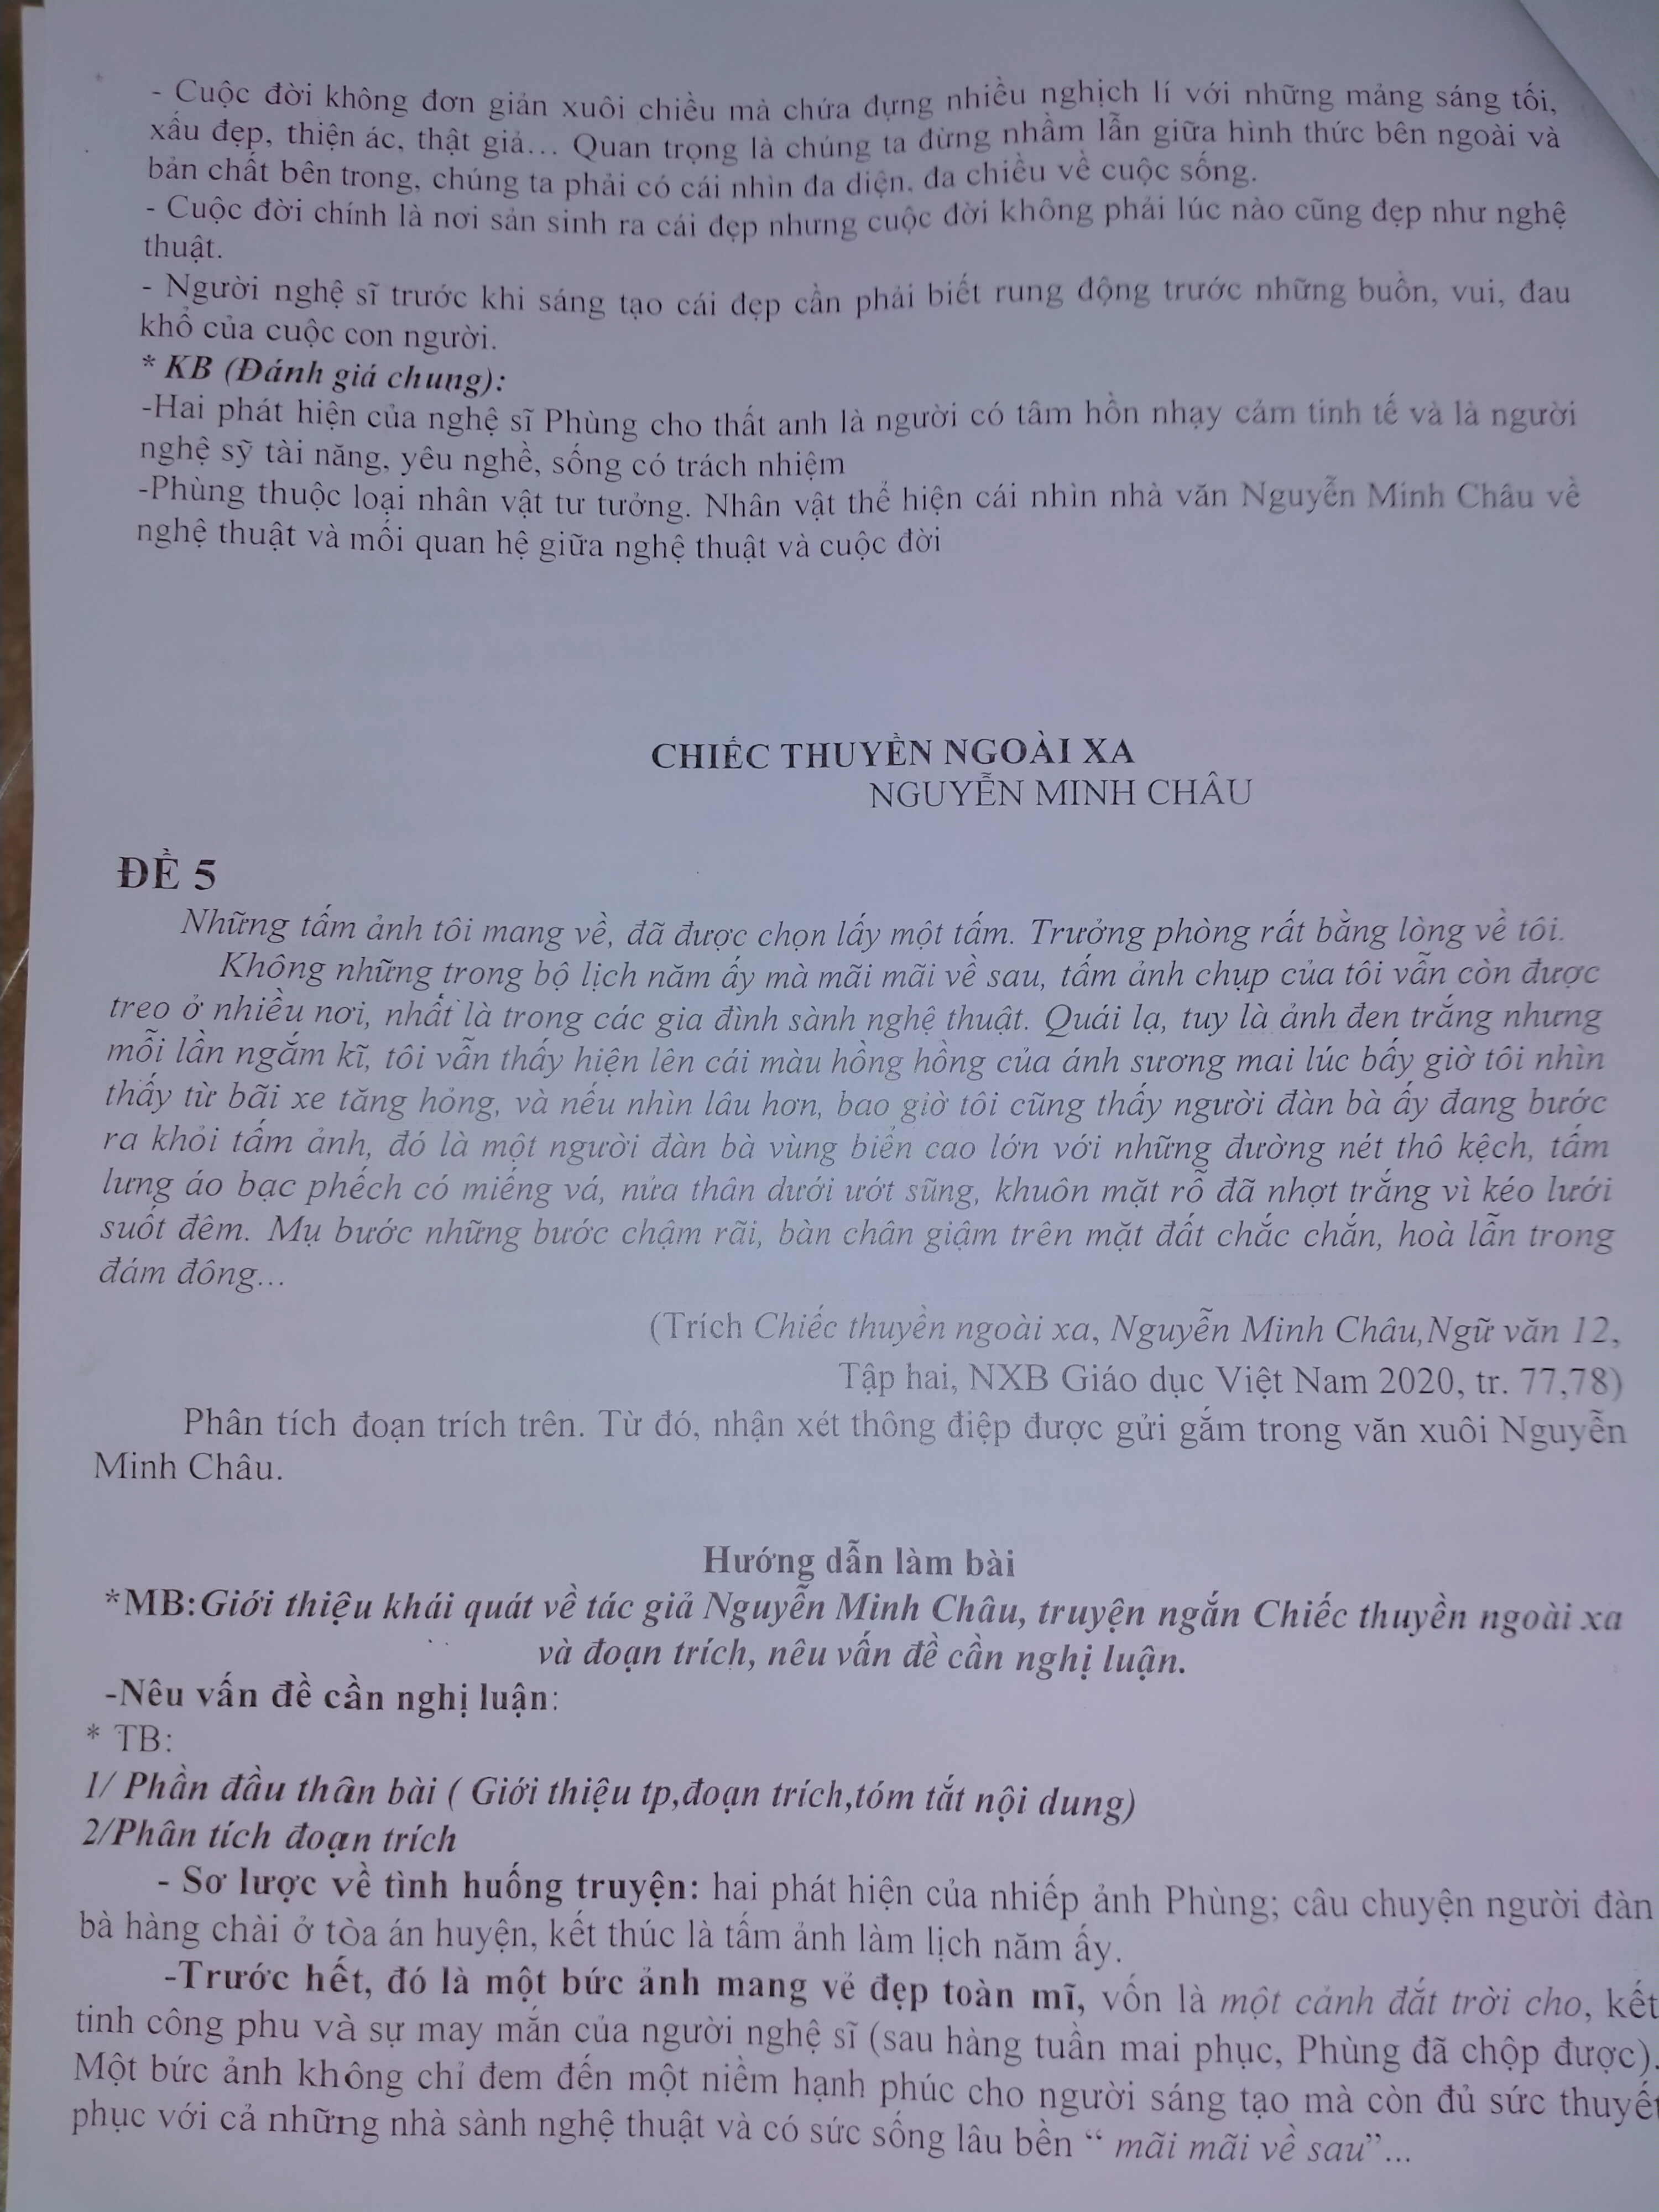 - Cuộc đời không đơn giản xuôi chiều mà chứa đựng nhiều nghịch lí với những mảng sáng tối,
xấu đẹp, thiện ác, thật giả... Quan trọng là chúng ta đừng nhầm lẫn giữa hình thức bên ngoài và
bản chất bên trong, chúng ta phải có cái nhìn đa diện, đa chiều về cuộc sống.
- Cuộc đời chính là nơi sản sinh ra cái đẹp nhưng cuộc đời không phải lúc nào cũng đẹp như nghệ
thuật.
- Người nghệ sĩ trước khi sáng tạo cái đẹp cần phải biết rung động trước những buồn, vui, đau
khổ của cuộc con người.
* KB (Đánh giá chung):
-Hai phát hiện của nghệ sĩ Phùng cho thất anh là người có tâm hồn nhạy cảm tinh tế và là người
nghệ sỹ tài năng, yêu nghề, sống có trách nhiệm
-Phùng thuộc loại nhân vật tư tưởng. Nhân vật thể hiện cái nhìn nhà văn Nguyễn Minh Châu về
nghệ thuật và mối quan hệ giữa nghệ thuật và cuộc đời
CHIẾC THUYỀN NGOÀI XA
NGUYỄN MINH CHÂU
ĐỀ 5
Những tấm ảnh tôi mang về, đã được chọn lấy một tấm. Trưởng phòng rất bằng lòng về tôi.
Không những trong bộ lịch năm ấy mà mãi mãi về sau, tấm ảnh chụp của tôi vẫn còn được
treo ở nhiều nơi, nhất là trong các gia đình sành nghệ thuật. Quái lạ, tuy là ảnh đen trắng nhưng
mỗi lần ngắm kĩ, tôi vẫn thấy hiện lên cái màu hồng hồng của ánh sương mai lúc bấy giờ tôi nhìn
thấy từ bãi xe tăng hỏng, và nếu nhìn lâu hơn, bao giờ tôi cũng thấy người đàn bà ấy đang bước
ra khỏi tấm ảnh, đó là một người đàn bà vùng biển cao lớn với những đường nét thô kệch, tấm
lưng áo bạc phếch có miếng vá, nửa thân dưới ướt sũng, khuôn mặt rỗ đã nhợt trắng vì kéo lưới
suốt đêm. Mụ bước những bước chậm rãi, bàn chân giậm trên mặt đất chắc chắn, hoà lẫn trong
đám đông...
(Trích Chiếc thuyền ngoài xa, Nguyễn Minh Châu,Ngữ văn 12,
Tập hai, NXB Giáo dục Việt Nam 2020, tr. 77,78)
Phân tích đoạn trích trên. Từ đó, nhận xét thông điệp được gửi gắm trong văn xuôi Nguyễn
Minh Châu.
Hướng dẫn làm bài
*MB:Giới thiệu khái quát về tác giả Nguyễn Minh Châu, truyện ngắn Chiếc thuyền ngoài xa
và đoạn trích, nêu vấn đề cần nghị luận.
-Nêu vấn đề cần nghị luận:
* TB:
1/ Phần đầu thân bài ( Giới thiệu tp,đoạn trích,tóm tắt nội dung)
2/Phân tích đoạn trích
- Sơ lược về tình huống truyện: hai phát hiện của nhiếp ảnh Phùng; câu chuyện người đàn
bà hàng chài ở tòa án huyện, kết thúc là tấm ảnh làm lịch năm ấy.
-Trước hết, đó là một bức ảnh mang vẻ đẹp toàn mĩ, vốn là một cảnh đắt trời cho, kết
tinh công phu và sự may mắn của người nghệ sĩ (sau hàng tuần mai phục, Phùng đã chộp được).
Một bức ảnh không chỉ đem đến một niềm hạnh phúc cho người sáng tạo mà còn đủ sức thuyết
phục với cả những nhà sành nghệ thuật và có sức sống lâu bền “ mãi mãi về sau”...